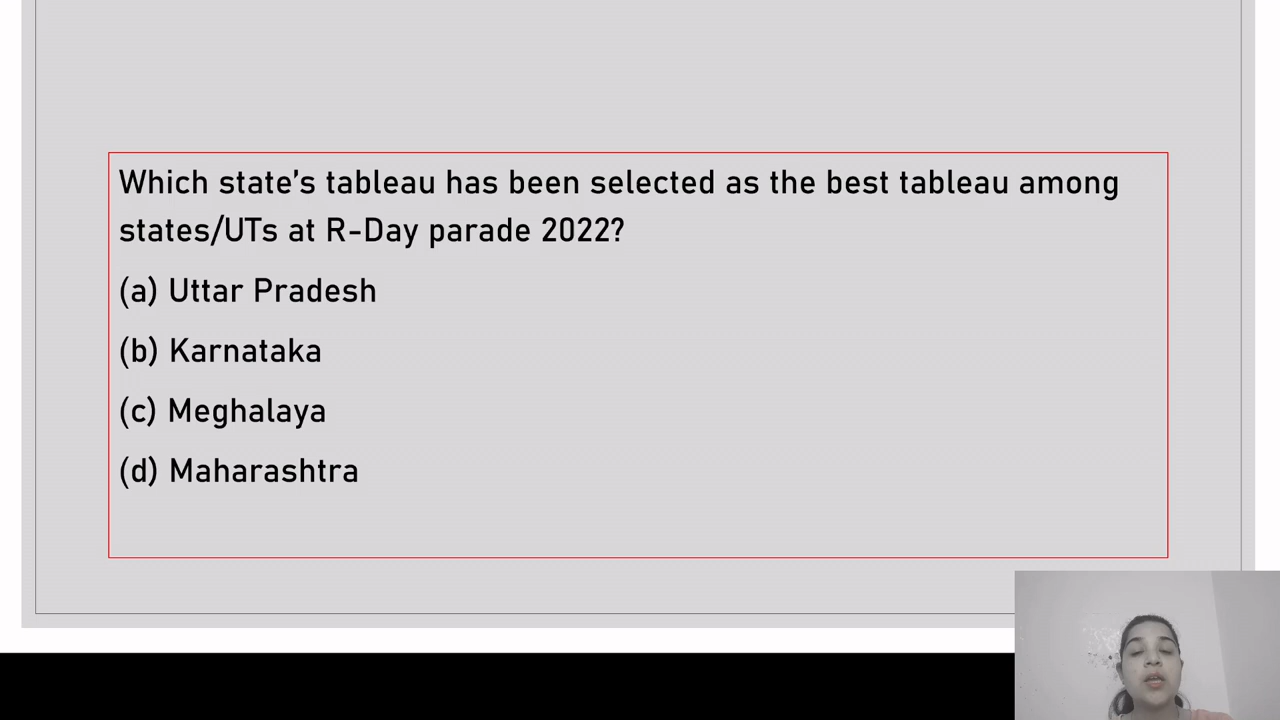 Which state's tableau has been selected as the best tableau among
states/UTs at R-Day parade 2022?
(a) Uttar Pradesh
(b) Karnataka
(c) Meghalaya
(d) Maharashtra